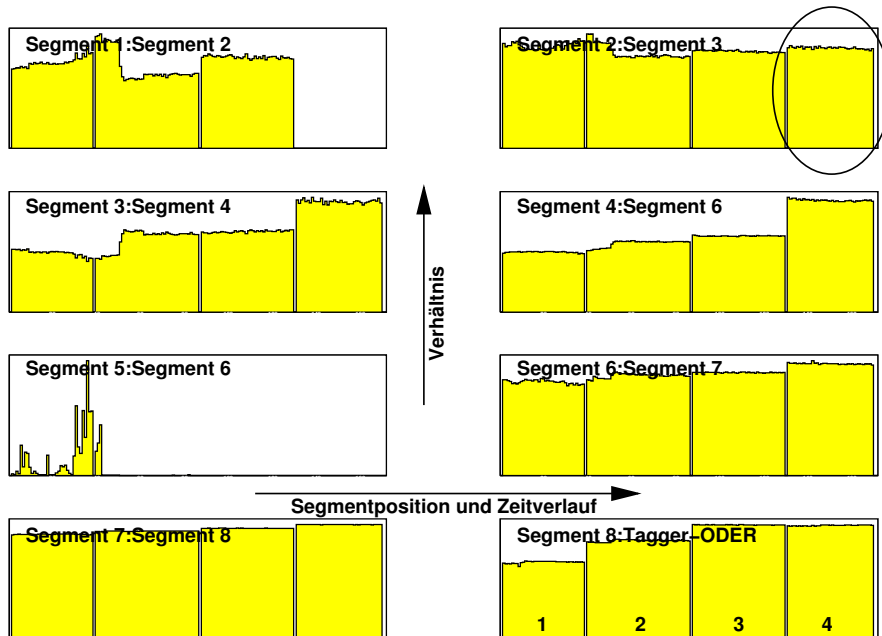 Segment 1:Segment 2
Segment 2:Segment 3
Segment 3:Segment 4
Segment 4:Segment 6
Verhältnis
Segment 5:Segment 6
Segment 6:Segment 7
Segmentposition und Zeitverlauf
Segment 7:Segment 8
Segment 8:Tagger–ODER
1 2 3 4